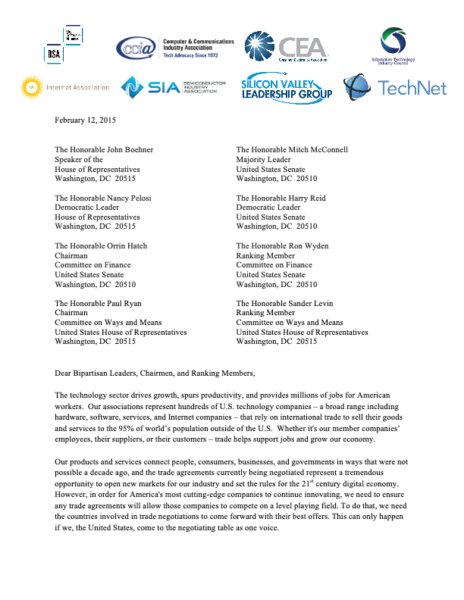 BSA
ccia
Computer & Communications
Industry Association
Tech Advocacy Since 1972
CEA
Consumer Electronics Association
Information Technology
Industry Council
Internet Association
SIA
SEMICONDUCTOR
INDUSTRY
ASSOCIATION
SILICON VALLEY
LEADERSHIP GROUP
TechNet
February 12, 2015
The Honorable John Boehner
Speaker of the
House of Representatives
Washington, DC 20515
The Honorable Mitch McConnell
Majority Leader
United States Senate
Washington, DC 20510
The Honorable Nancy Pelosi
Democratic Leader
House of Representatives
Washington, DC 20515
The Honorable Harry Reid
Democratic Leader
United States Senate
Washington, DC 20510
The Honorable Orrin Hatch
Chairman
Committee on Finance
United States Senate
Washington, DC 20510
The Honorable Ron Wyden
Ranking Member
Committee on Finance
United States Senate
Washington, DC 20510
The Honorable Paul Ryan
Chairman
Committee on Ways and Means
United States House of Representatives
Washington, DC 20515
The Honorable Sander Levin
Ranking Member
Committee on Ways and Means
United States House of Representatives
Washington, DC 20515
Dear Bipartisan Leaders, Chairmen, and Ranking Members,
The technology sector drives growth, spurs productivity, and provides millions of jobs for American
workers. Our associations represent hundreds of U.S. technology companies – a broad range including
hardware, software, services, and Internet companies – that rely on international trade to sell their goods
and services to the 95% of world's population outside of the U.S. Whether it's our member companies'
employees, their suppliers, or their customers – trade helps support jobs and grow our economy.
Our products and services connect people, consumers, businesses, and governments in ways that were not
possible a decade ago, and the trade agreements currently being negotiated represent a tremendous
opportunity to open new markets for our industry and set the rules for the 21st century digital economy.
However, in order for America's most cutting-edge companies to continue innovating, we need to ensure
any trade agreements will allow those companies to compete on a level playing field. To do that, we need
the countries involved in trade negotiations to come forward with their best offers. This can only happen
if we, the United States, come to the negotiating table as one voice.